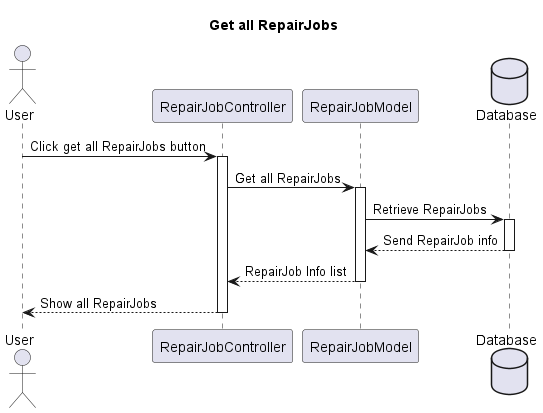 Get all RepairJobs
User
RepairJobController
RepairJobModel
Database
Click get all RepairJobs button
Get all RepairJobs
Retrieve RepairJobs
Send RepairJob info
RepairJob Info list
Show all RepairJobs
User
RepairJobController
RepairJobModel
Database